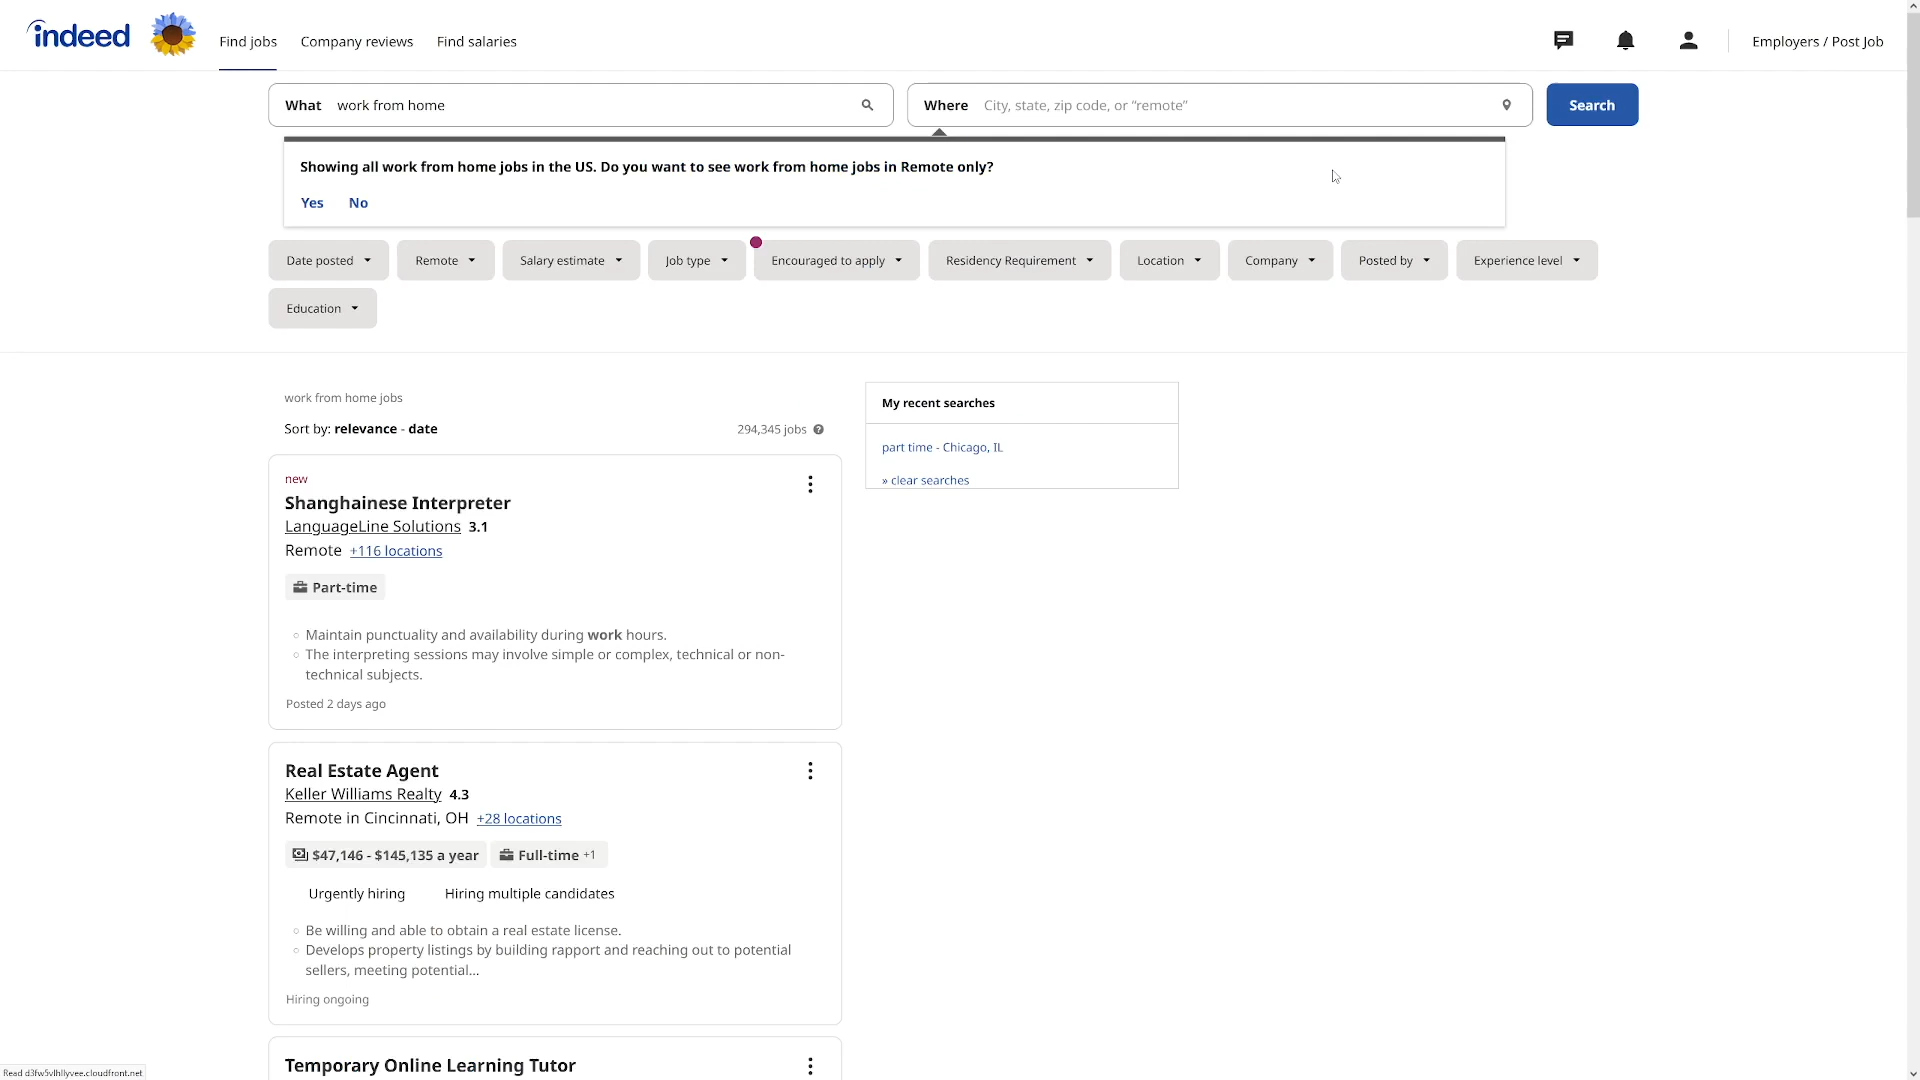 indeed
Find jobs
Company reviews
Find salaries
Employers / Post Job
What work from home
Where City, state, zip code, or “remote”
Search
Showing all work from home jobs in the US. Do you want to see work from home jobs in Remote only?
Yes No
Date posted
Remote
Salary estimate
Job type
Encouraged to apply
Residency Requirement
Location
Company
Posted by
Experience level
Education
work from home jobs
Sort by: relevance - date
294,345 jobs ?
new
Shanghainese Interpreter
LanguageLine Solutions 3.1
Remote +116 locations
Part-time
Maintain punctuality and availability during work hours.
The interpreting sessions may involve simple or complex, technical or non-
technical subjects.
Posted 2 days ago
Real Estate Agent
Keller Williams Realty 4.3
Remote in Cincinnati, OH +28 locations
$47,146 - $145,135 a year Full-time +1
Urgently hiring Hiring multiple candidates
Be willing and able to obtain a real estate license.
Develops property listings by building rapport and reaching out to potential
sellers, meeting potential...
Hiring ongoing
Temporary Online Learning Tutor
My recent searches
part time - Chicago, IL
» clear searches